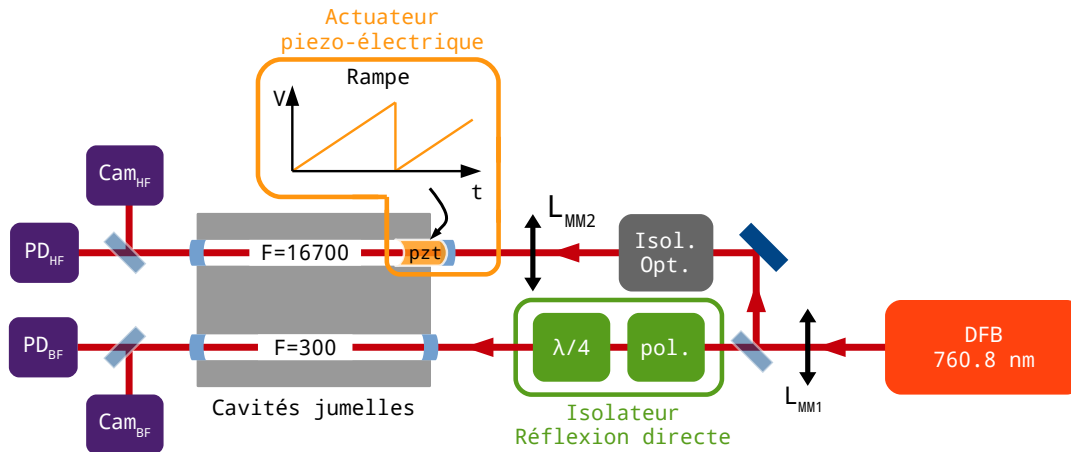 Actuateur
piezo-électrique
Rampe
V
t
Cam_HF
PD_HF
F=16700
pzt
L_MM2
Isol.
Opt.
PD_BF
F=300
λ/4
pol.
DFB
760.8 nm
L_MM1
Cam_BF
Cavités jumelles
Isolateur
Réflexion directe